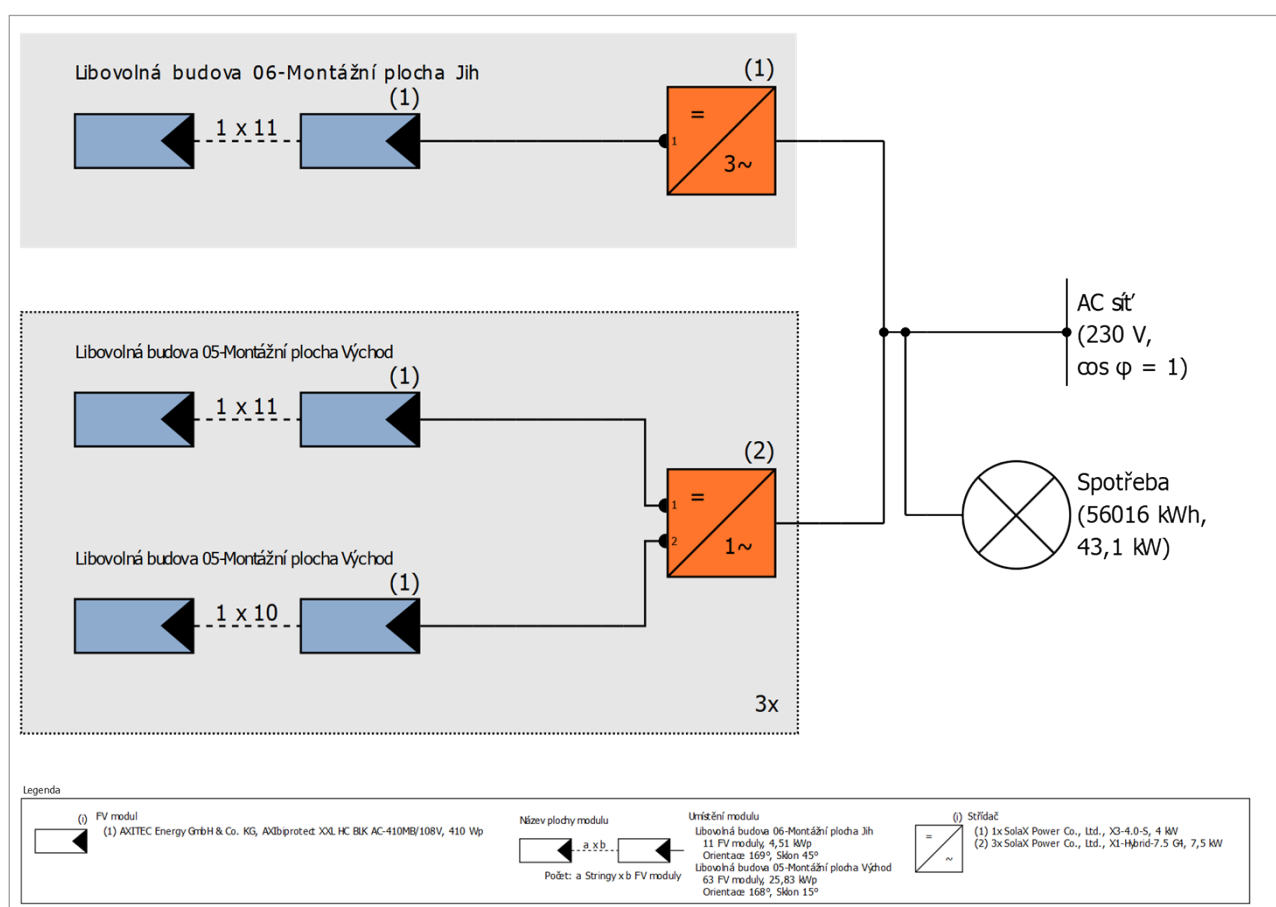 Libovolná budova 06-Montážní plocha Jih
(1)
(1)
1 x 11
=
1
3~
AC síť
(230 V,
cos φ = 1)
Libovolná budova 05-Montážní plocha Východ
(1)
1 x 11
(2)
=
1
2
1~
Spotřeba
(56016 kWh,
43,1 kW)
Libovolná budova 05-Montážní plocha Východ
(1)
1 x 10
3x
Legenda
(i) FV modul
(1) AXITEC Energy GmbH & Co. KG, AXIbiprotect XXL HC BLK AC-410MB/108V, 410 Wp
Název plochy modulu
a x b
Počet: a Stringy x b FV moduly
Umístění modulu
Libovolná budova 06-Montážní plocha Jih
11 FV moduly, 4,51 kWp
Orientace 169°, Sklon 45°
Libovolná budova 05-Montážní plocha Východ
63 FV moduly, 25,83 kWp
Orientace 168°, Sklon 15°
(i) Střídač
=
~
(1) 1x SolaX Power Co., Ltd., X3-4.0-S, 4 kW
(2) 3x SolaX Power Co., Ltd., X1-Hybrid-7.5 G4, 7,5 kW